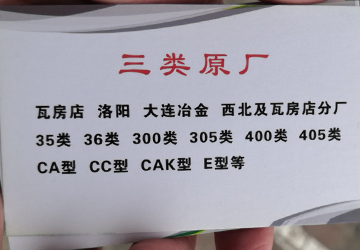 三类原厂
瓦房店 洛阳 大连冶金 西北及瓦房店分厂
35类 36类 300类 305类 400类 405类
CA型 CC型 CAK型 E型等